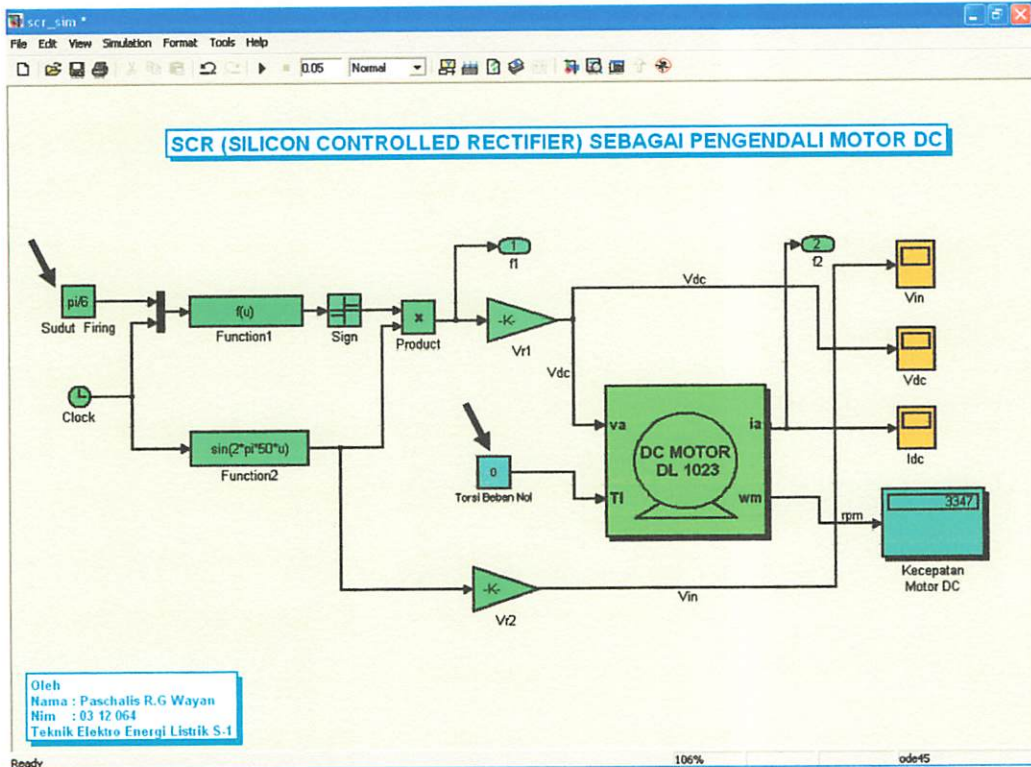 scr_sim *
File Edit View Simulation Format Tools Help
0.05 Normal
SCR (SILICON CONTROLLED RECTIFIER) SEBAGAI PENGENDALI MOTOR DC
pi/6
Sudut Firing
f(u)
Function1
Sign
×
Product
1
f1
-K-
Vr1
Vdc
Vdc
2
f2
Vin
Vdc
Idc
Clock
sin(2*pi*50*u)
Function2
0
Torsi Beban Nol
va
ia
DC MOTOR
DL 1023
Tl
wm
rpm
3347
Kecepatan
Motor DC
-K-
Vr2
Vin
Oleh
Nama : Paschalis R.G Wayan
Nim : 03 12 064
Teknik Elektro Energi Listrik S-1
Ready 106% ode45